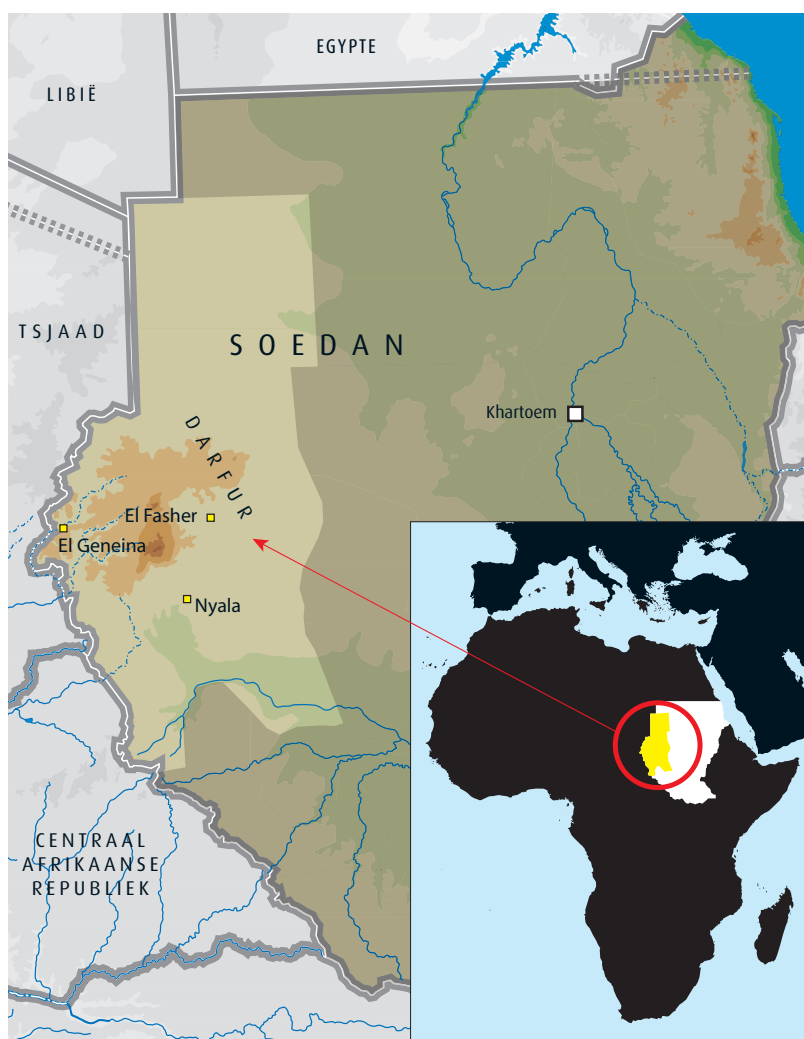 EGYPTE
LIBIË
TSJAAD
SOEDAN
Khartoem
DARFUR
El Fasher
El Geneina
Nyala
CENTRAAL
AFRIKAANSE
REPUBLIEK